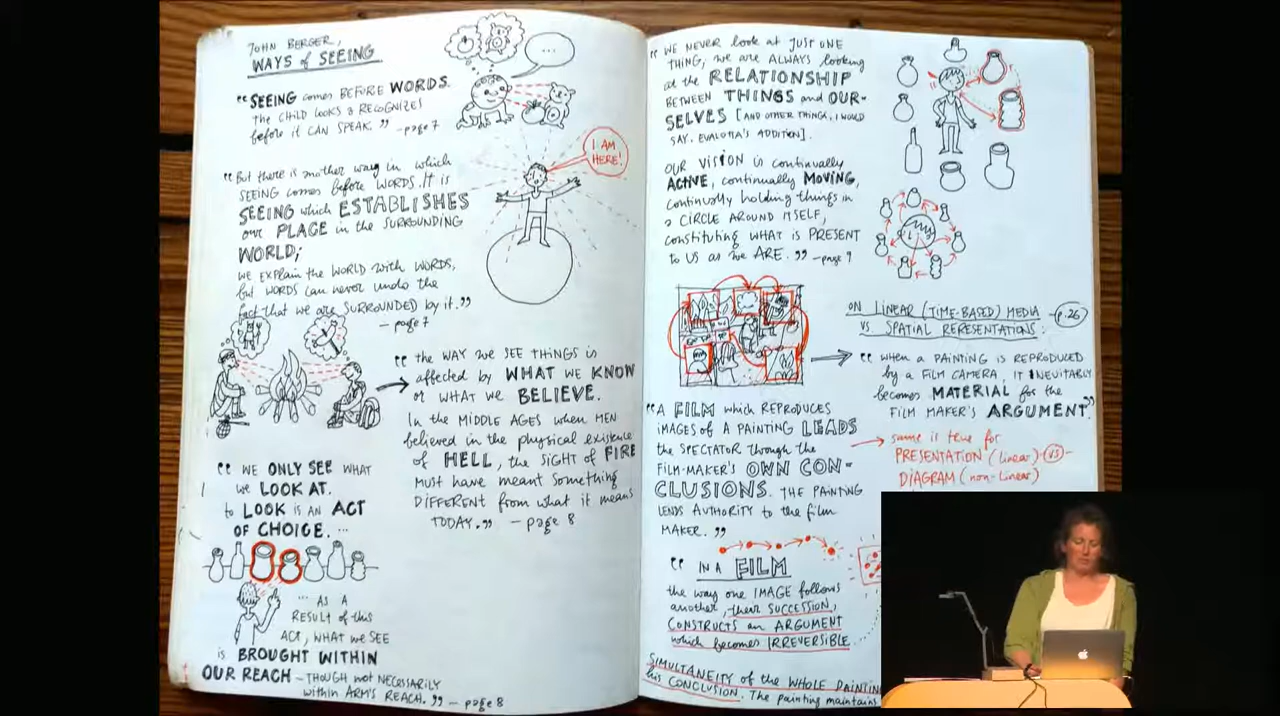 JOHN BERGER,
WAYS of SEEING
...
"SEEING comes BEFORE WORDS.
the CHILD LOOKS & RECOGNIZES
before it CAN SPEAK." – page 7
I AM
HERE!
"But there is another way in which
SEEING comes before WORDS. It is
SEEING which ESTABLISHES
our PLACE in the SURROUNDING
WORLD;
WE EXPLAIN the WORLD with WORDS,
but WORDS can never undo the
fact that we are SURROUNDED by it."
– page 7
"the WAY we SEE THINGS is
affected by WHAT WE KNOW
or WHAT we BELIEVE.
In the MIDDLE AGES when MEN
believed in the physical existence
of HELL, the SIGHT of FIRE
must have meant something
DIFFERENT from what it means
TODAY." – page 8
"WE ONLY SEE WHAT
we LOOK AT.
to LOOK is AN ACT
OF CHOICE. ...
... AS A
RESULT of this
ACT, WHAT we SEE
is BROUGHT WITHIN
OUR REACH – THOUGH not NECESSARILY
within ARM'S REACH." – page 8
"WE NEVER look at JUST ONE
THING; we are ALWAYS looking
at the RELATIONSHIP
BETWEEN THINGS and OUR-
SELVES [AND OTHER THINGS, I WOULD
SAY. EVALOTTA'S ADDITION].
OUR VISION is continually
ACTIVE, continually MOVING
continually holding things in
a CIRCLE AROUND ITSELF,
constituting WHAT is PRESENT
to US as we ARE." – page 9
ON LINEAR (TIME-BASED) MEDIA – p.26
VS SPATIAL REPRESENTATIONS:
"WHEN A PAINTING IS REPRODUCED
by A FILM CAMERA, IT INEVITABLY
becomes MATERIAL for the
FILM MAKER'S ARGUMENT."
→ same is true for
PRESENTATION (linear) – VS –
DIAGRAM (non-linear)
"A FILM which REPRODUCES
IMAGES of A PAINTING LEADS
the SPECTATOR through the
FILM-MAKER'S OWN CON-
CLUSIONS. THE PAINTING
LENDS AUTHORITY to the film
MAKER."
"IN A FILM
the way one IMAGE follows
another, their SUCCESSION,
CONSTRUCTS an ARGUMENT
which becomes IRREVERSIBLE.
SIMULTANEITY of the WHOLE PAINTIN
this CONCLUSION. The painting maintains